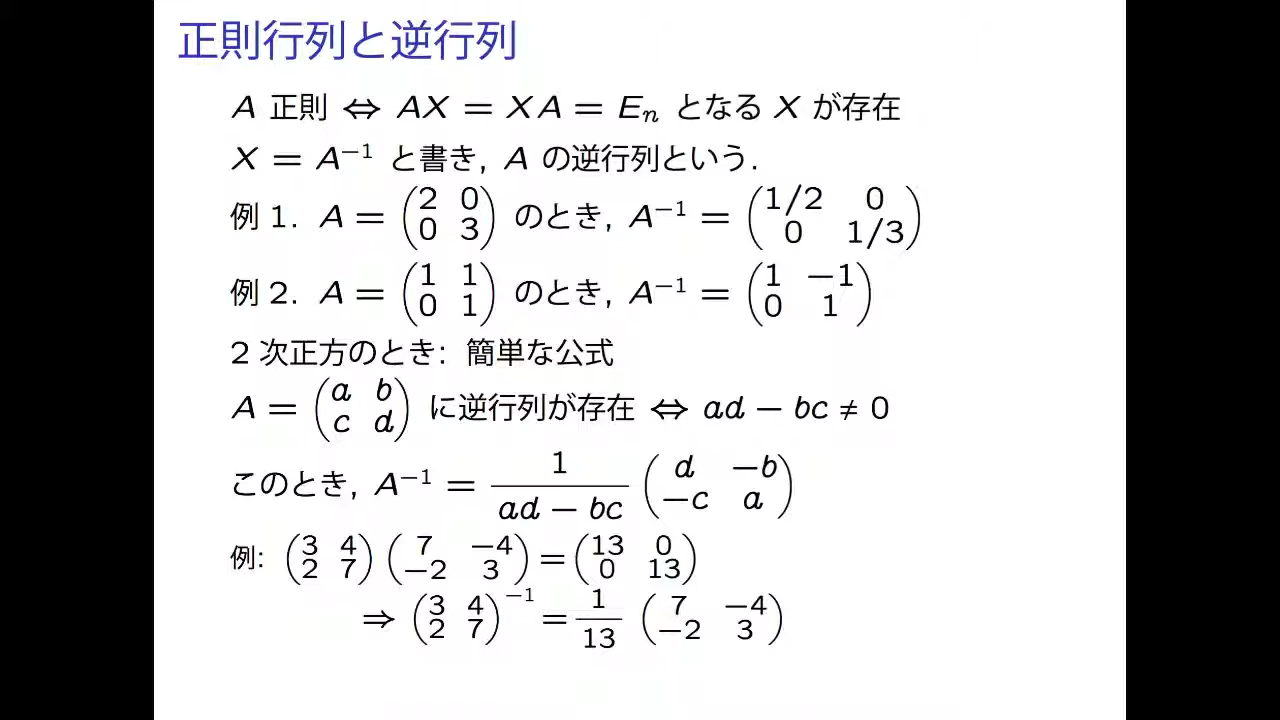 正則行列と逆行列
A 正則 ⇔ AX = XA = Eₙ となる X が存在
X = A⁻¹ と書き, A の逆行列という.
例 1. A = (2 0 / 0 3) のとき, A⁻¹ = (1/2 0 / 0 1/3)
例 2. A = (1 1 / 0 1) のとき, A⁻¹ = (1 −1 / 0 1)
2 次正方のとき: 簡単な公式
A = (a b / c d) に逆行列が存在 ⇔ ad − bc ≠ 0
このとき, A⁻¹ = 1/(ad − bc) (d −b / −c a)
例: (3 4 / 2 7) (7 −4 / −2 3) = (13 0 / 0 13)
⇒ (3 4 / 2 7)⁻¹ = 1/13 (7 −4 / −2 3)